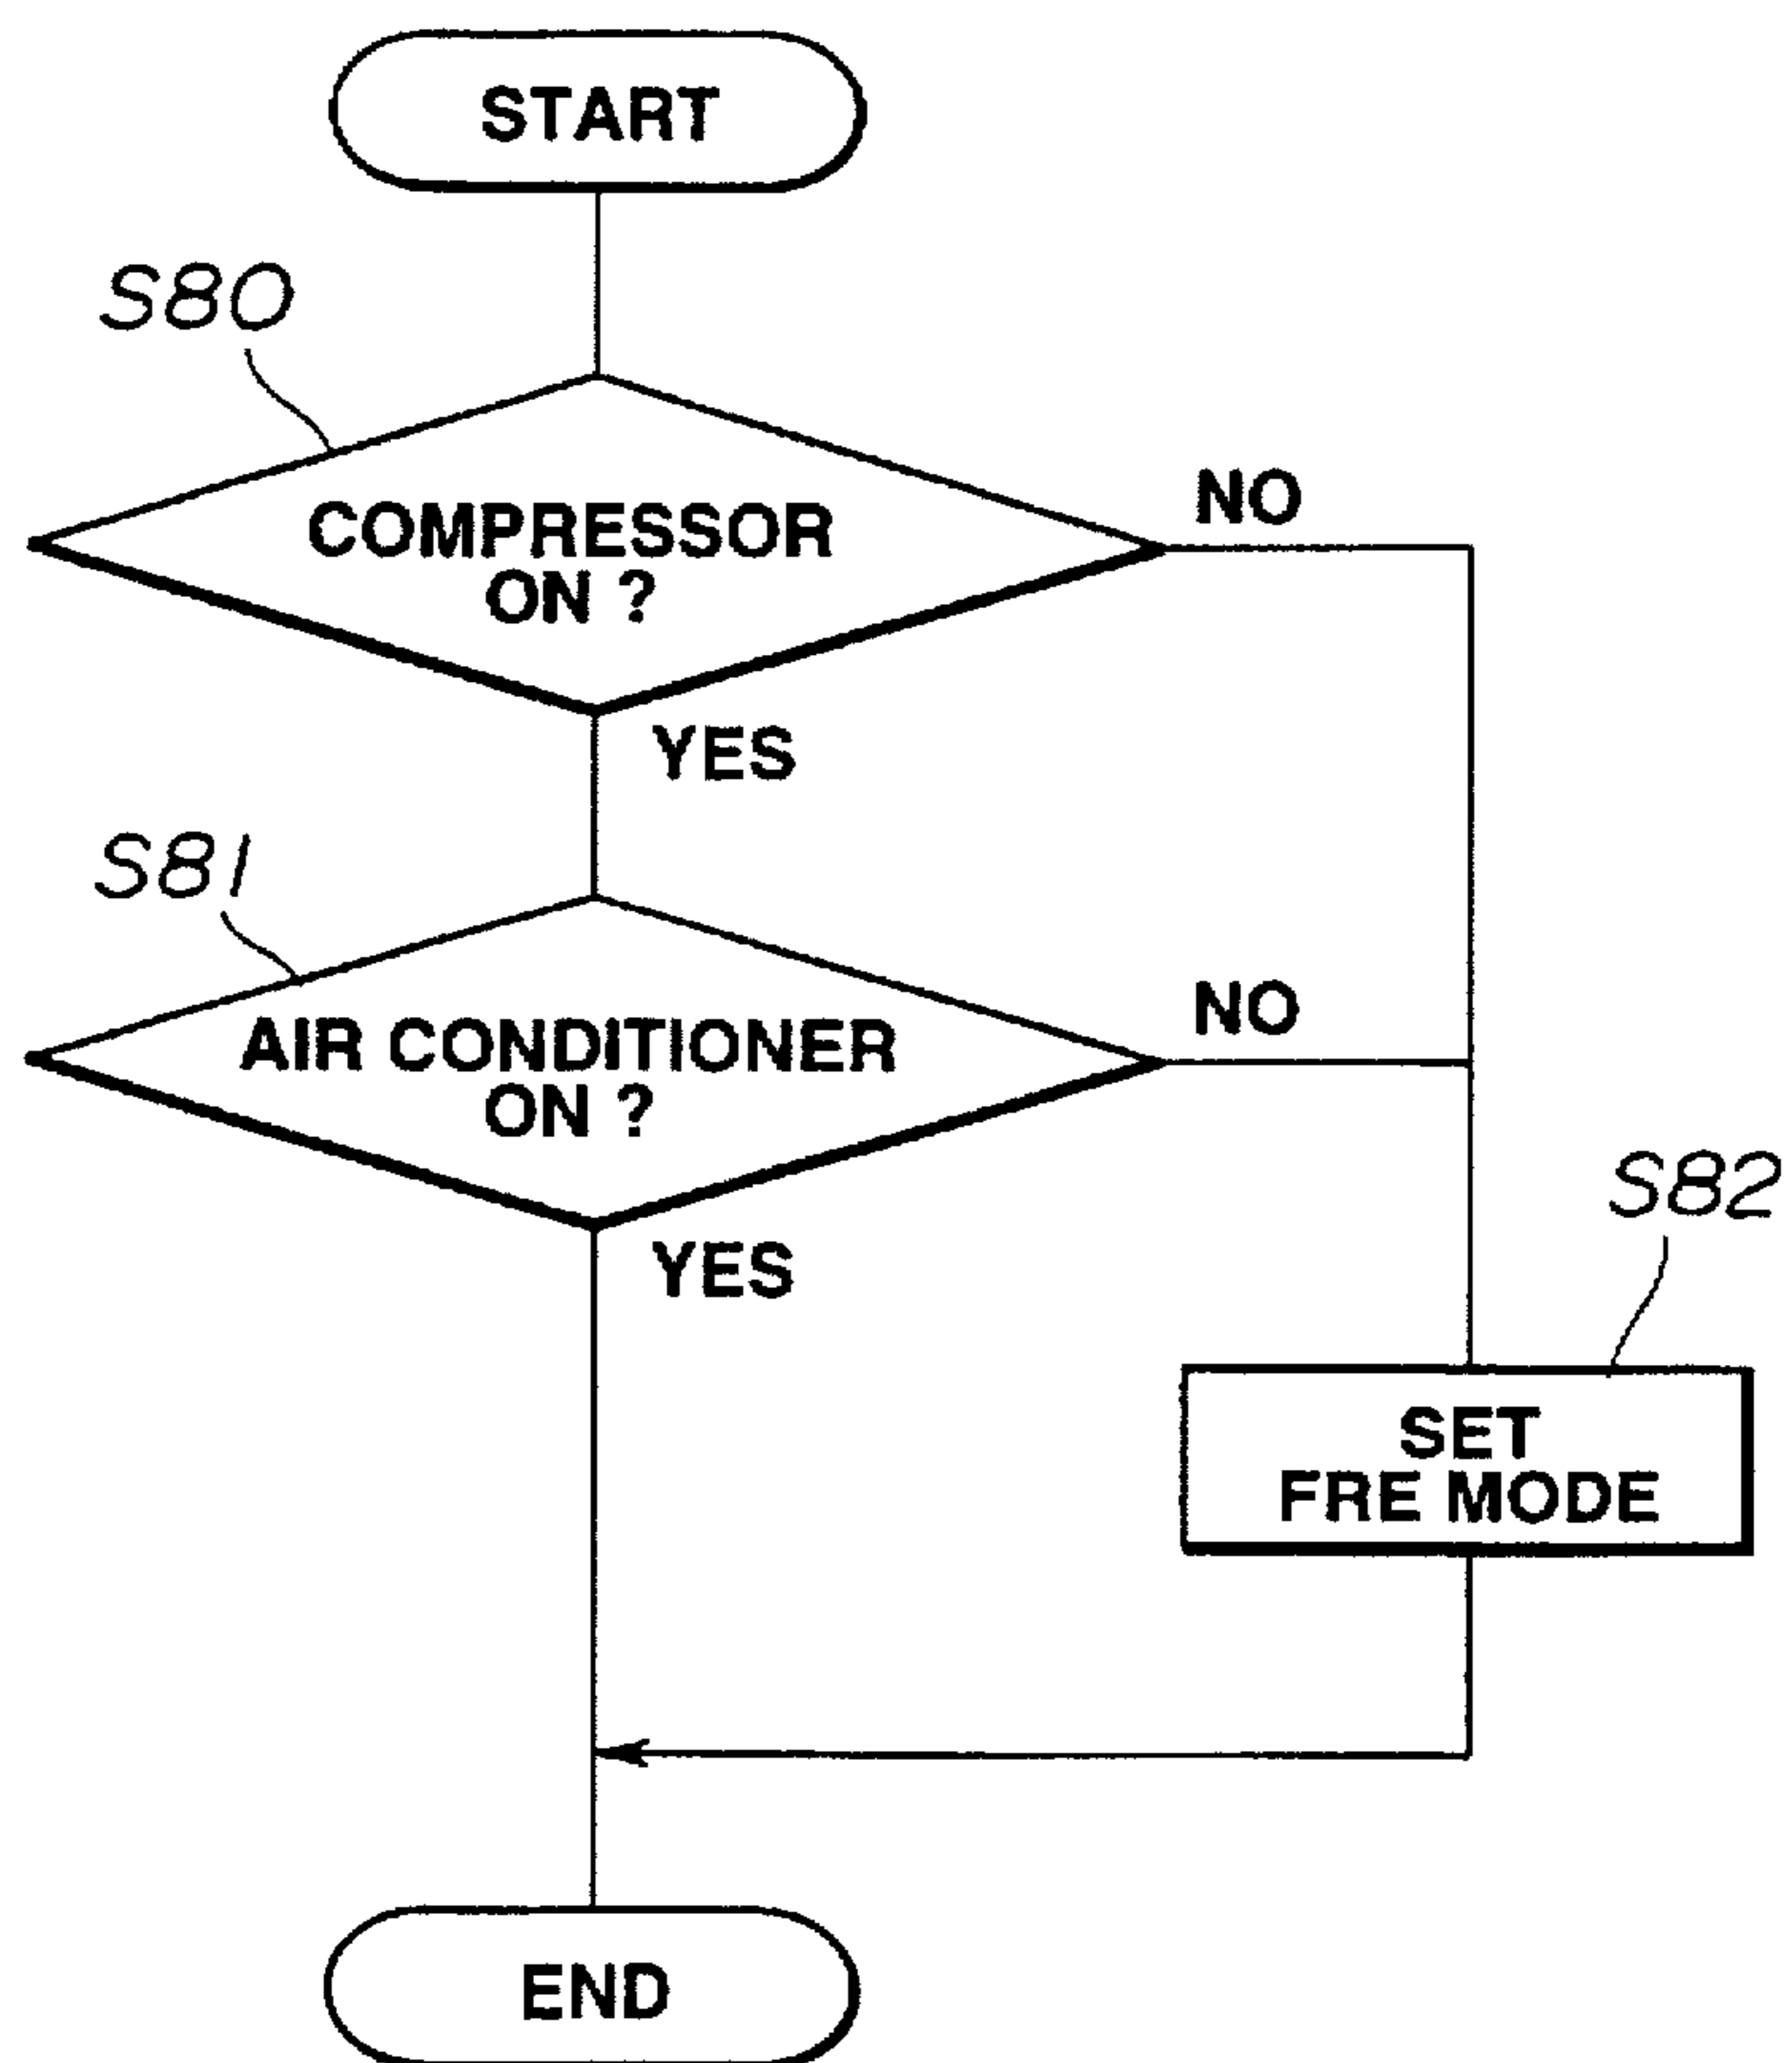 START
S80
COMPRESSOR
ON ?
NO
YES
S81
AIR CONDITIONER
ON ?
NO
YES
S82
SET
FRE MODE
END